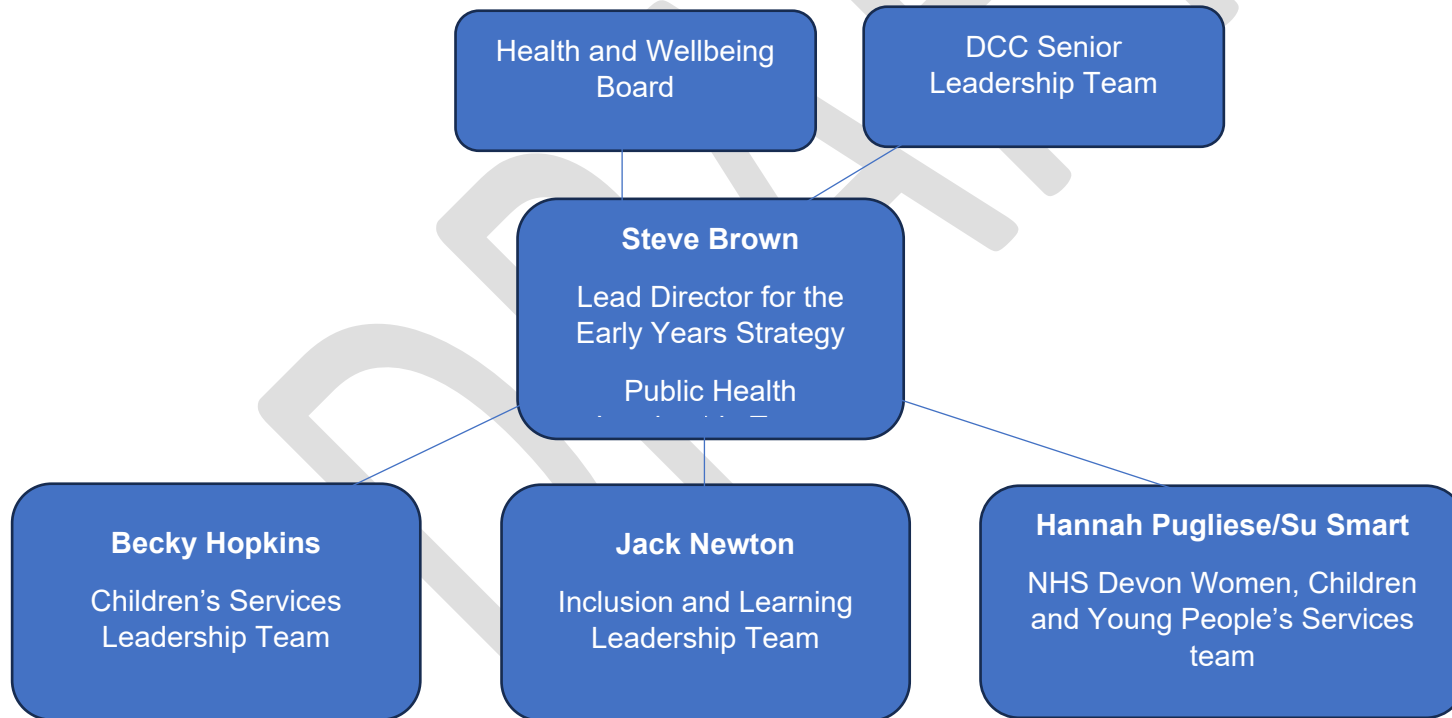 Health and Wellbeing
Board
DCC Senior
Leadership Team
Steve Brown
Lead Director for the
Early Years Strategy
Public Health
Becky Hopkins
Children’s Services
Leadership Team
Jack Newton
Inclusion and Learning
Leadership Team
Hannah Pugliese/Su Smart
NHS Devon Women, Children
and Young People’s Services
team